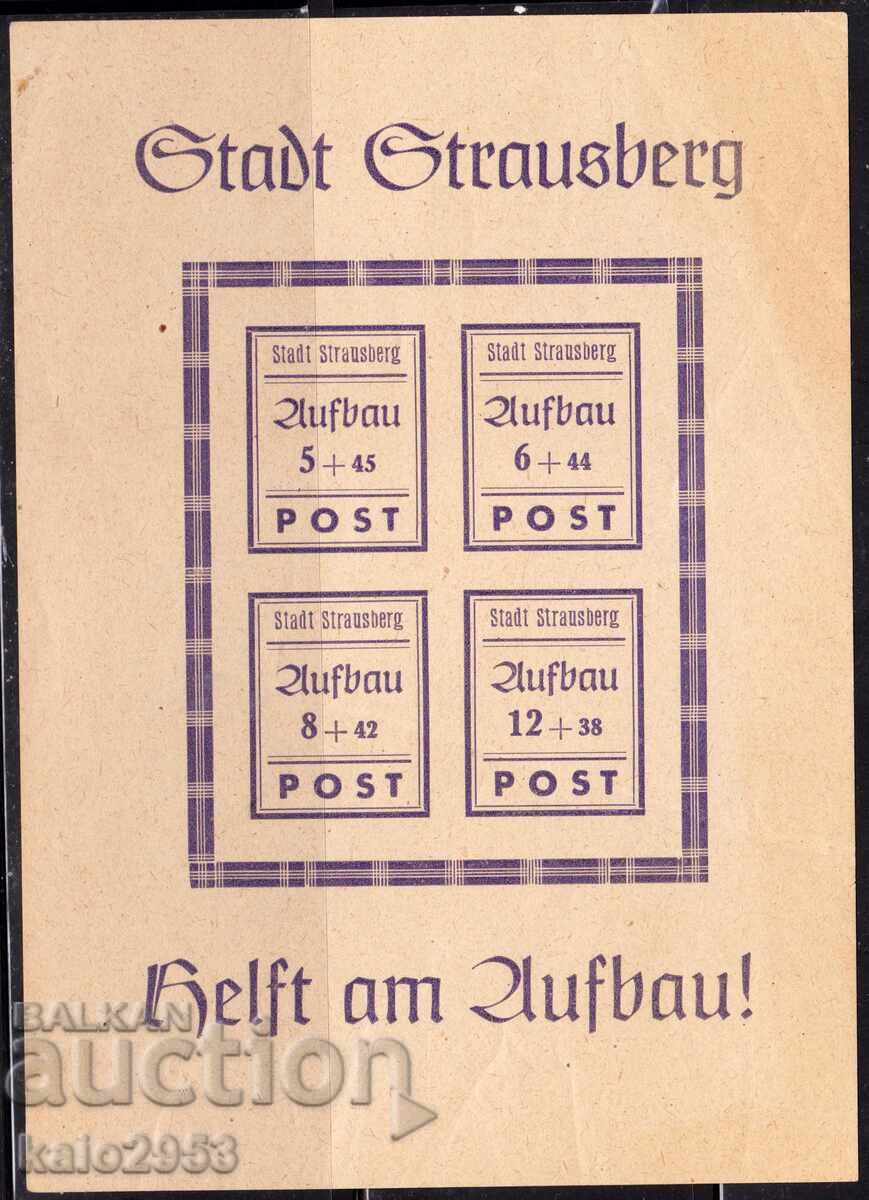 Stadt Strausberg
Stadt Strausberg
Aufbau
5+45
POST
Stadt Strausberg
Aufbau
6+44
POST
Stadt Strausberg
Aufbau
8+42
POST
Stadt Strausberg
Aufbau
12+38
POST
Helft am Aufbau!
BALKAN
auction
kaio2953